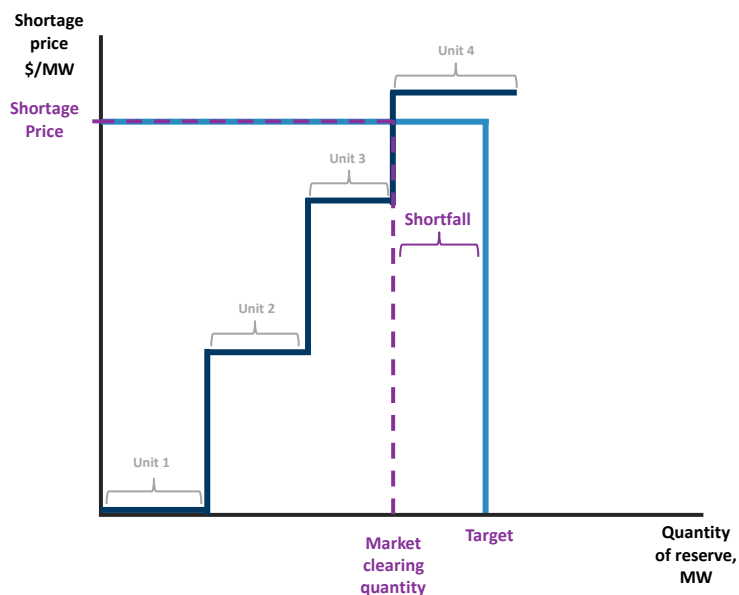 Shortage
price
$/MW
Unit 4
Shortage
Price
Unit 3
Shortfall
Unit 2
Unit 1
Market
clearing
quantity
Target
Quantity
of reserve,
MW